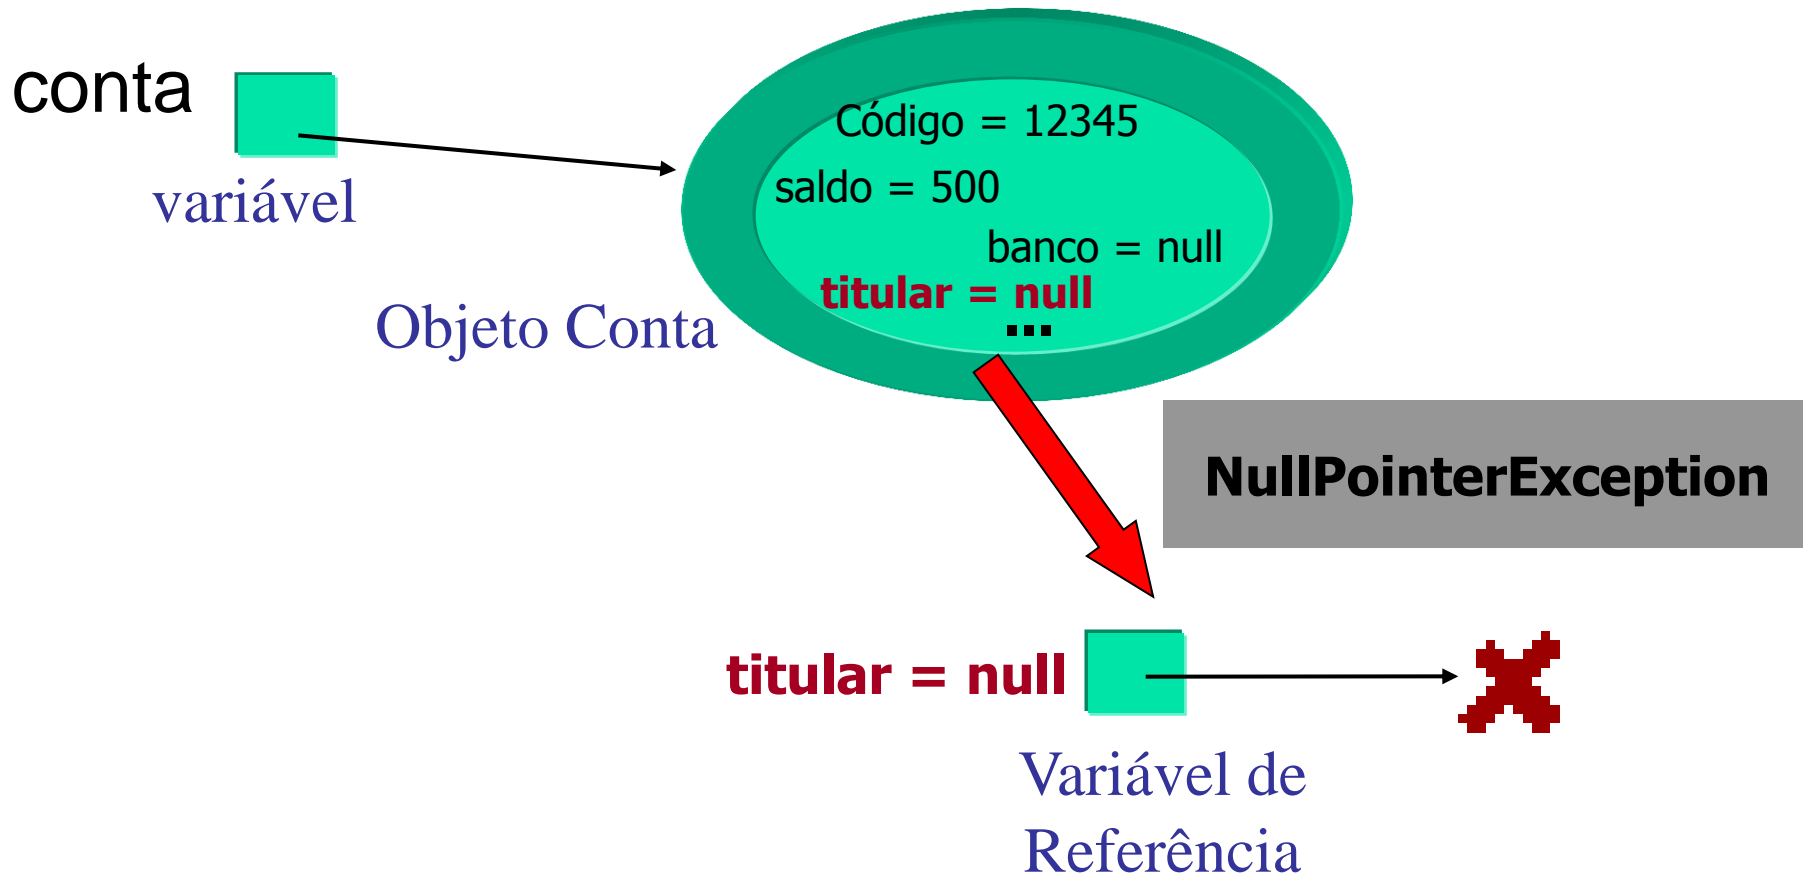 conta
variável
Código = 12345
saldo = 500
banco = null
titular = null
...
Objeto Conta
NullPointerException
titular = null
Variável de
Referência